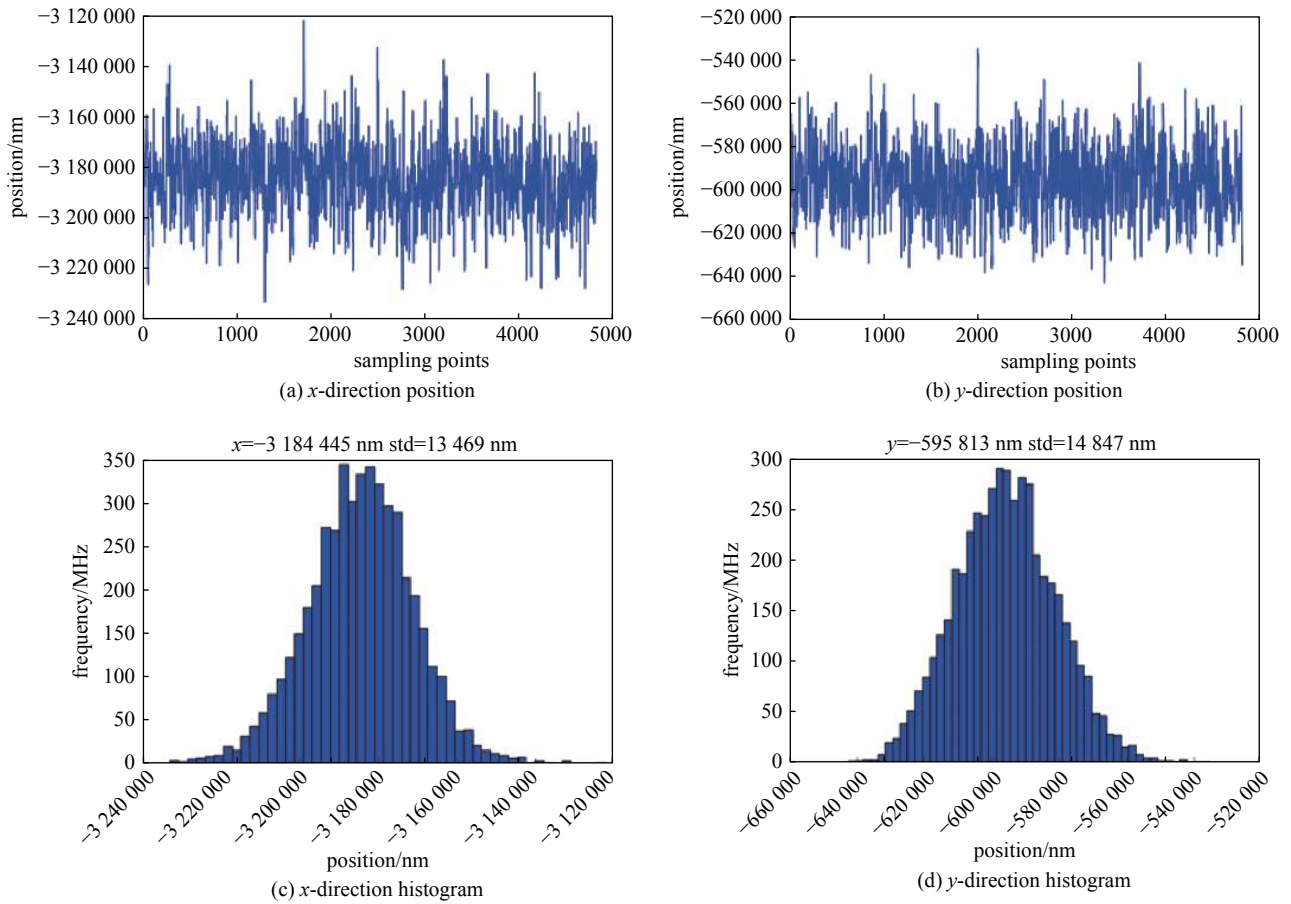 −3 120 000
−3 140 000
−3 160 000
−3 180 000
−3 200 000
−3 220 000
−3 240 000
position/nm
0 1000 2000 3000 4000 5000
sampling points
(a) x-direction position
−520 000
−540 000
−560 000
−580 000
−600 000
−620 000
−640 000
−660 000
position/nm
0 1000 2000 3000 4000 5000
sampling points
(b) y-direction position
x=−3 184 445 nm std=13 469 nm
350
300
250
200
150
100
50
0
frequency/MHz
−3 240 000 −3 220 000 −3 200 000 −3 180 000 −3 160 000 −3 140 000 −3 120 000
position/nm
(c) x-direction histogram
y=−595 813 nm std=14 847 nm
300
250
200
150
100
50
0
frequency/MHz
−660 000 −640 000 −620 000 −600 000 −580 000 −560 000 −540 000 −520 000
position/nm
(d) y-direction histogram